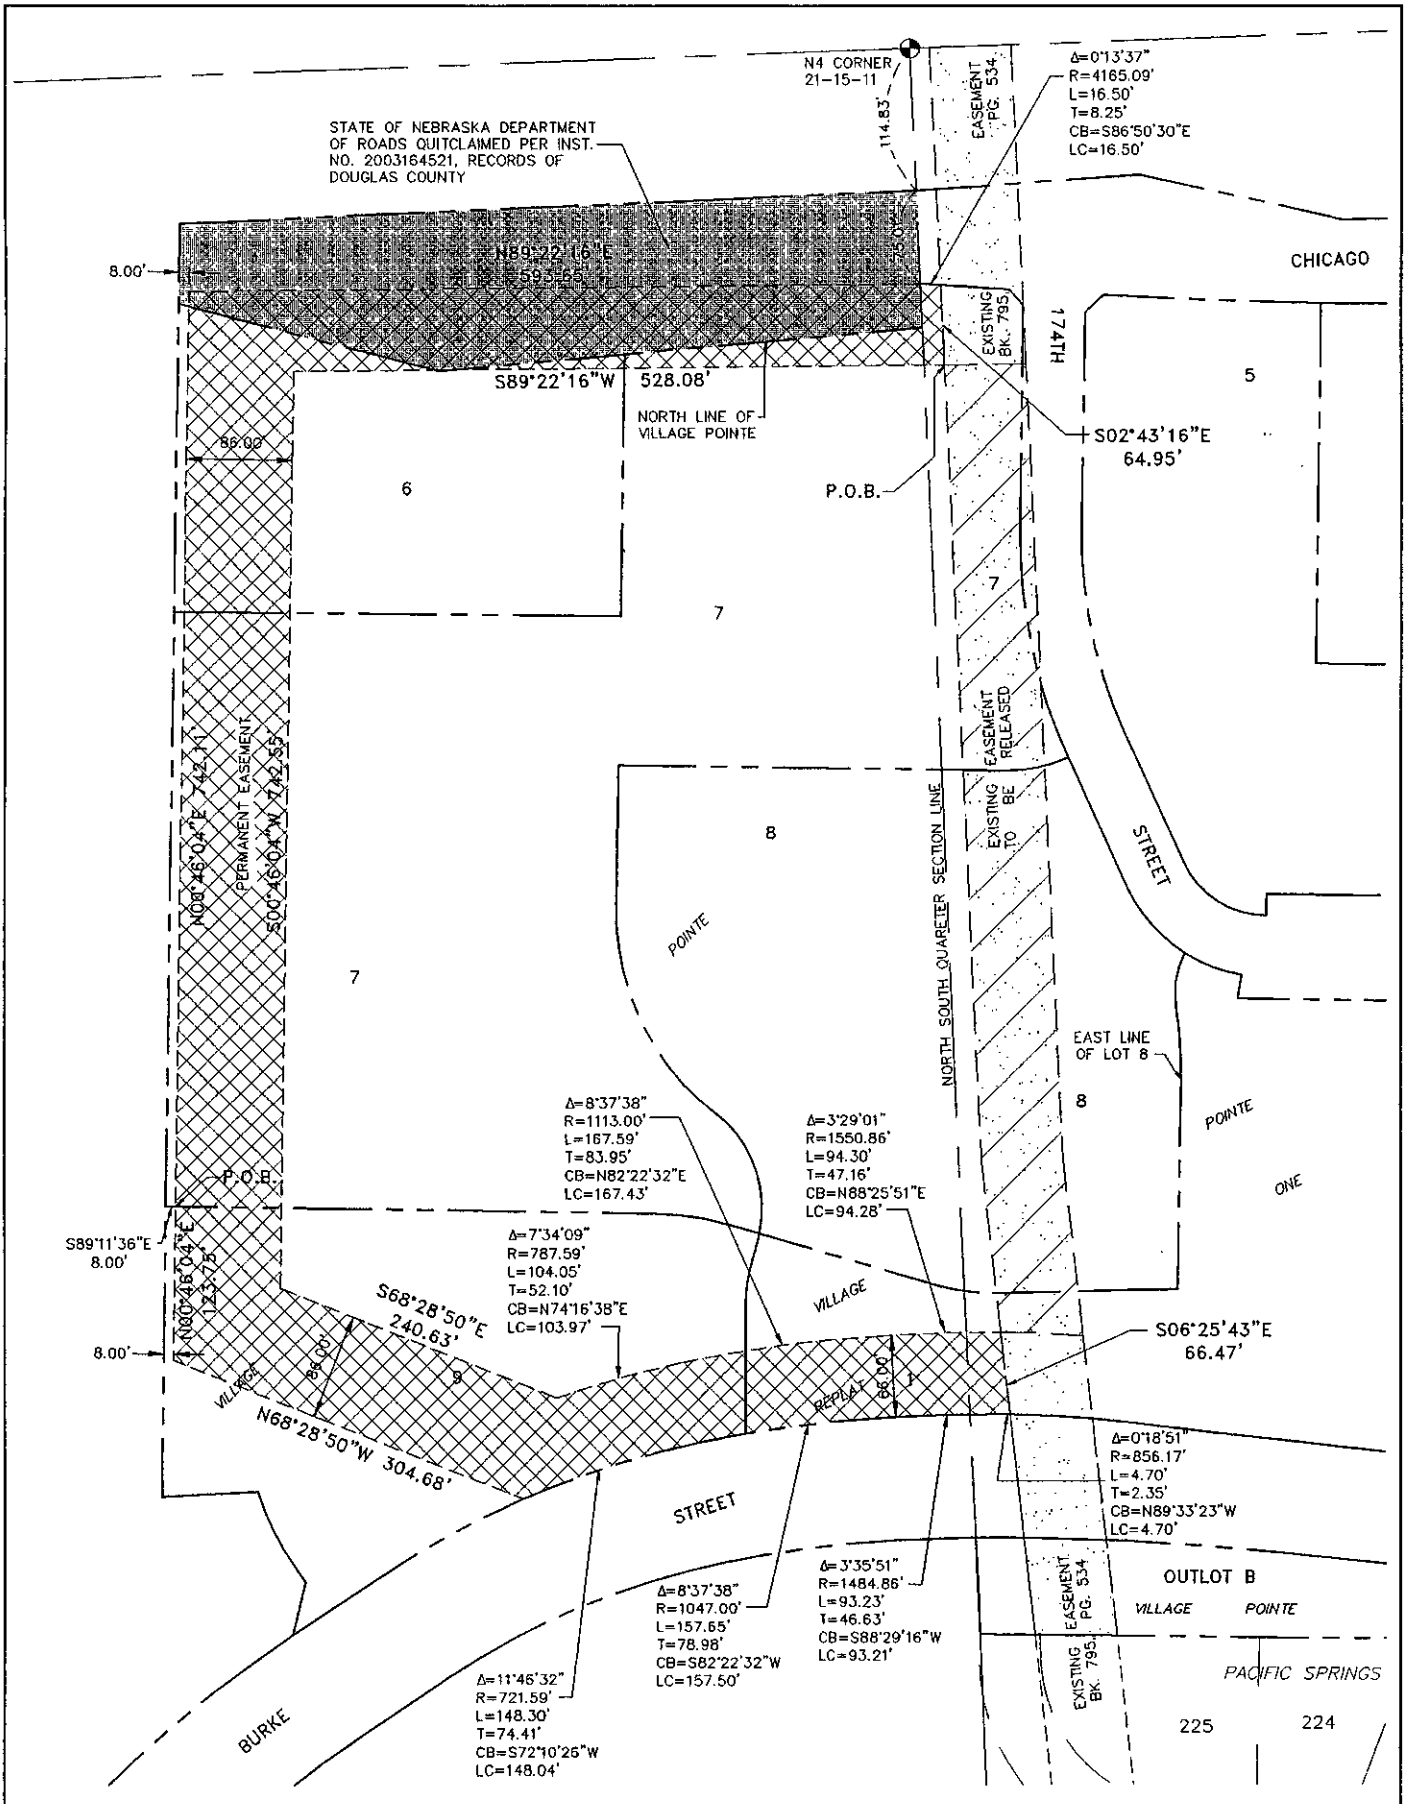 N4 CORNER
21-15-11
114.83'
EASEMENT
PG. 534
Δ=0°13'37"
R=4165.09'
L=16.50'
T=8.25'
CB=S86°50'30"E
LC=16.50'
STATE OF NEBRASKA DEPARTMENT
OF ROADS QUITCLAIMED PER INST.
NO. 2003164521, RECORDS OF
DOUGLAS COUNTY
8.00'
N89°22'16"E
593.65'
CHICAGO
EXISTING
BK. 795,
174TH
5
S89°22'16"W 528.08'
NORTH LINE OF
VILLAGE POINTE
S02°43'16"E
64.95'
86.00
6
P.O.B.
7
7
PERMANENT EASEMENT
N00°46'04"E 742.11'
S00°46'04"W 742.55'
EXISTING EASEMENT
TO BE RELEASED
8
STREET
POINTE
7
NORTH SOUTH QUARETER SECTION LINE
EAST LINE
OF LOT 8
8
POINTE
ONE
Δ=8°37'38"
R=1113.00'
L=167.59'
T=83.95'
CB=N82°22'32"E
LC=167.43'
Δ=3°29'01"
R=1550.86'
L=94.30'
T=47.16'
CB=N88°25'51"E
LC=94.28'
P.O.B.
S89°11'36"E
8.00'
N00°46'04"E
123.75'
Δ=7°34'09"
R=787.59'
L=104.05'
T=52.10'
CB=N74°16'38"E
LC=103.97'
S68°28'50"E
240.63'
VILLAGE
S06°25'43"E
66.47'
8.00'
86.00'
9
VILLAGE
REPLAT
66.00'
1
N68°28'50"W 304.68'
STREET
Δ=0°18'51"
R=856.17'
L=4.70'
T=2.35'
CB=N89°33'23"W
LC=4.70'
Δ=3°35'51"
R=1484.86'
L=93.23'
T=46.63'
CB=S88°29'16"W
LC=93.21'
Δ=8°37'38"
R=1047.00'
L=157.65'
T=78.98'
CB=S82°22'32"W
LC=157.50'
Δ=11°46'32"
R=721.59'
L=148.30'
T=74.41'
CB=S72°10'26"W
LC=148.04'
BURKE
EXISTING EASEMENT
BK. 795, PG. 534
OUTLOT B
VILLAGE POINTE
PACIFIC SPRINGS
225
224